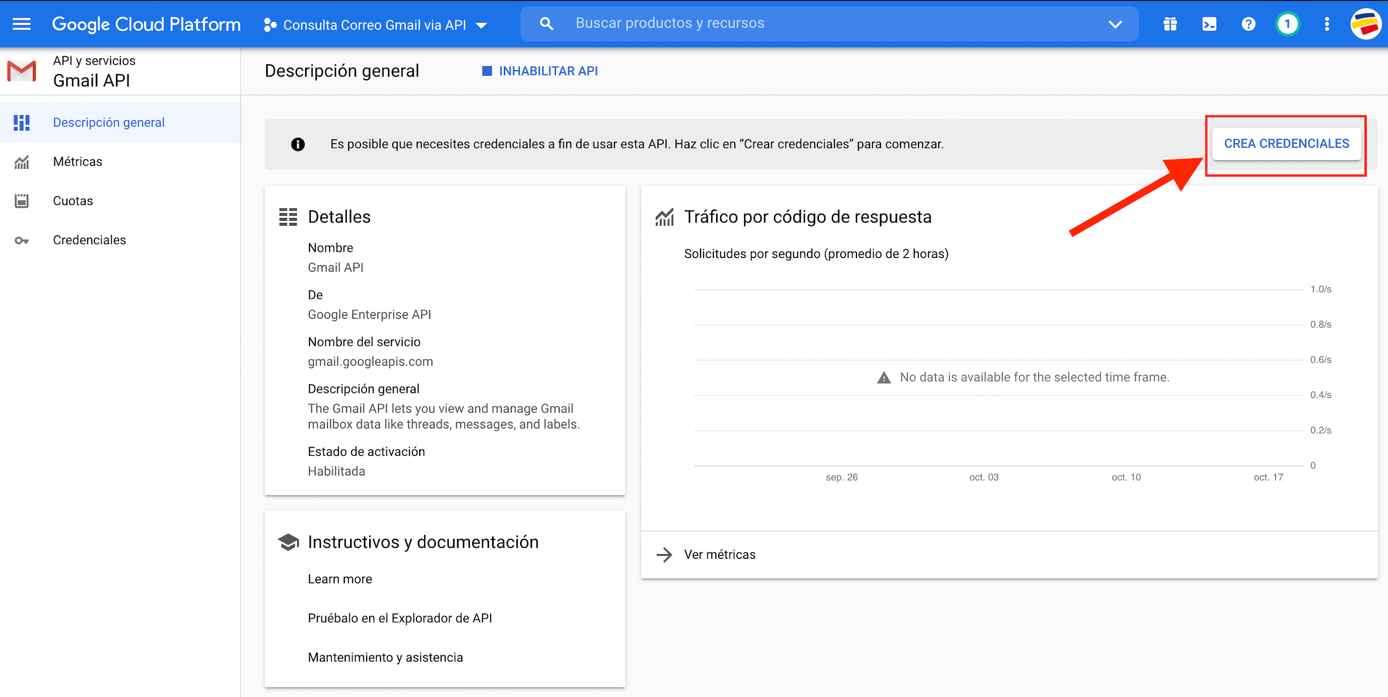 Google Cloud Platform
Consulta Correo Gmail via API
Buscar productos y recursos
1
API y servicios
Gmail API
Descripción general
INHABILITAR API
Descripción general
Métricas
Cuotas
Credenciales
Es posible que necesites credenciales a fin de usar esta API. Haz clic en “Crear credenciales” para comenzar.
CREA CREDENCIALES
Detalles
Nombre
Gmail API
De
Google Enterprise API
Nombre del servicio
gmail.googleapis.com
Descripción general
The Gmail API lets you view and manage Gmail
mailbox data like threads, messages, and labels.
Estado de activación
Habilitada
Tráfico por código de respuesta
Solicitudes por segundo (promedio de 2 horas)
1.0/s
0.8/s
0.6/s
No data is available for the selected time frame.
0.4/s
0.2/s
0
sep. 26
oct. 03
oct. 10
oct. 17
Ver métricas
Instructivos y documentación
Learn more
Pruébalo en el Explorador de API
Mantenimiento y asistencia